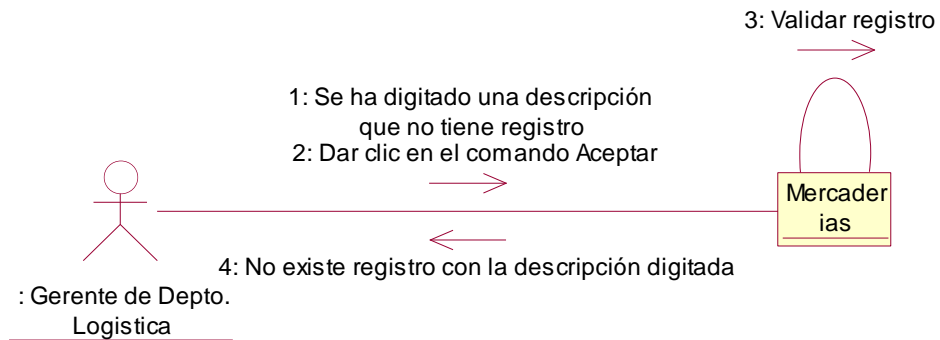 3: Validar registro
1: Se ha digitado una descripción
que no tiene registro
2: Dar clic en el comando Aceptar
Mercader
ias
4: No existe registro con la descripción digitada
: Gerente de Depto.
Logistica